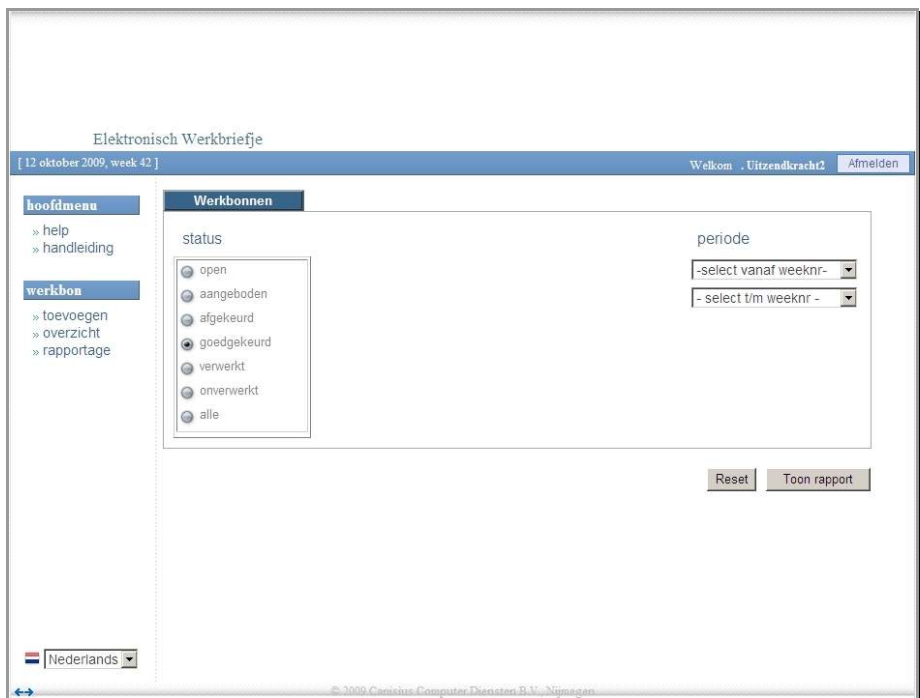 Elektronisch Werkbriefje
[ 12 oktober 2009, week 42 ]
Welkom . Uitzendkracht2
Afmelden
hoofdmenu
» help
» handleiding
werkbon
» toevoegen
» overzicht
» rapportage
Werkbonnen
status
open
aangeboden
afgekeurd
goedgekeurd
verwerkt
onverwerkt
alle
periode
-select vanaf weeknr-
- select t/m weeknr -
Reset
Toon rapport
Nederlands
© 2009 Canisius Computer Diensten B.V., Nijmegen